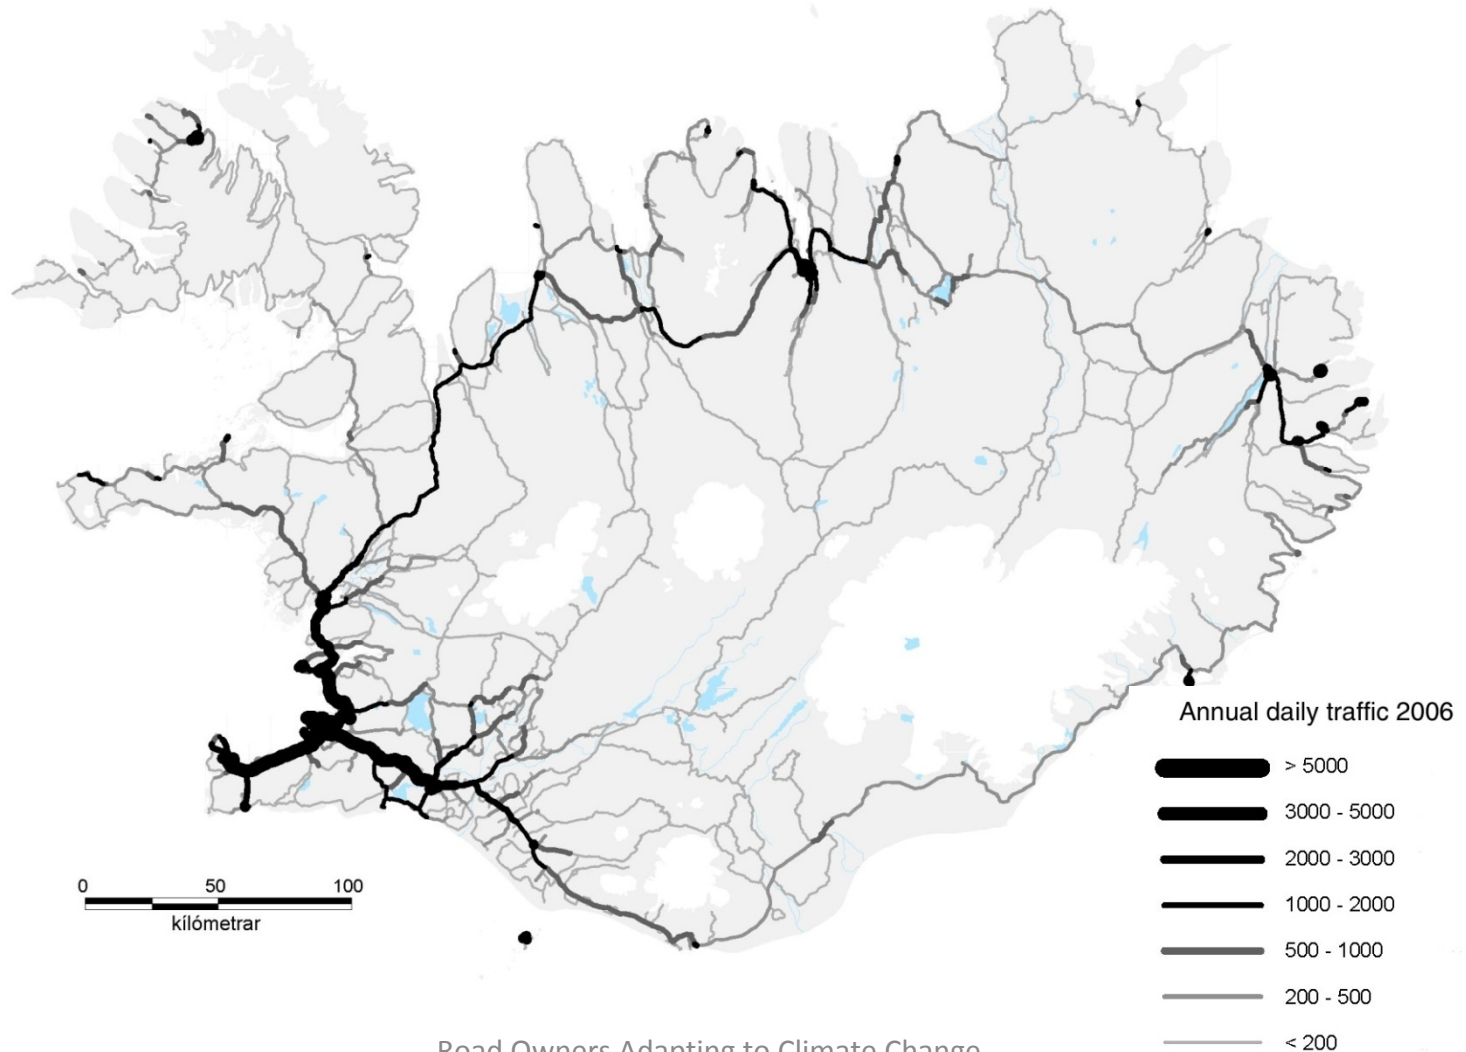 Annual daily traffic 2006
> 5000
3000 - 5000
2000 - 3000
1000 - 2000
500 - 1000
200 - 500
< 200
0 50 100
kílómetrar
Road Owners Adapting to Climate Change